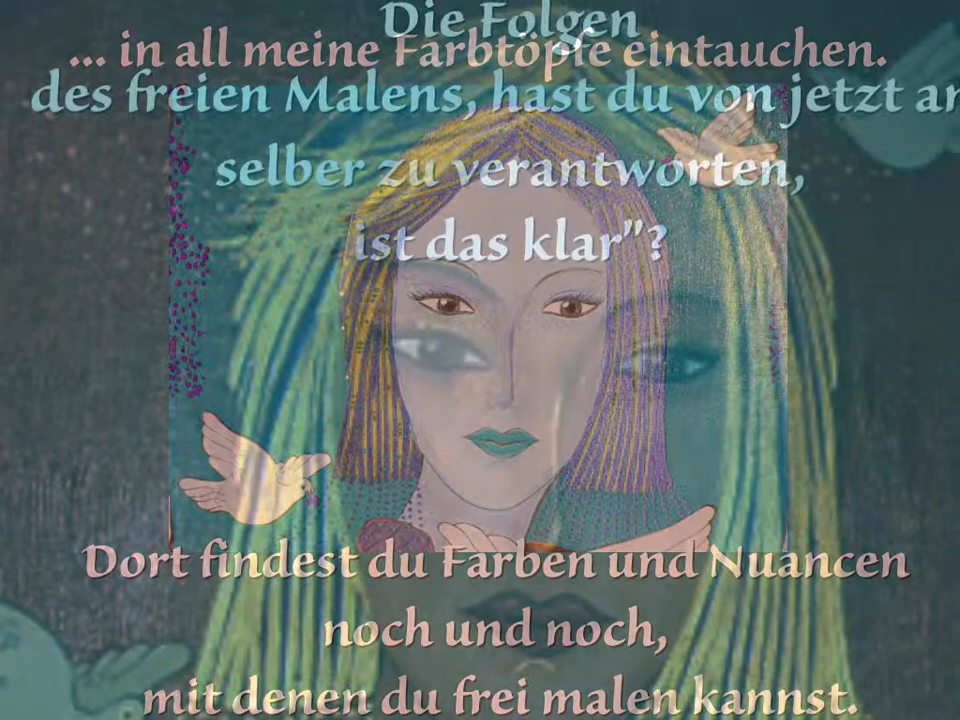 Die Folgen
... in all meine Farbtöpfe eintauchen.
des freien Malens, hast du von jetzt an
selber zu verantworten,
ist das klar"?
Dort findest du Farben und Nuancen
noch und noch,
mit denen du frei malen kannst.